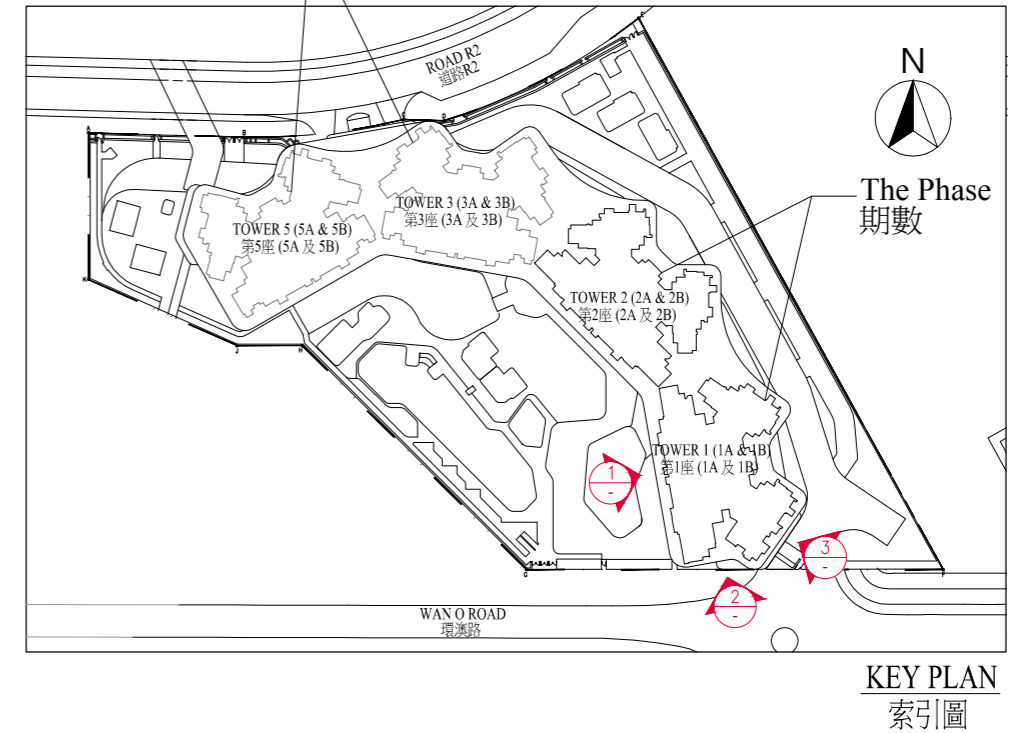 ROAD R2
道路R2
N
The Phase
期數
TOWER 3 (3A & 3B)
第3座 (3A 及 3B)
TOWER 5 (5A & 5B)
第5座 (5A 及 5B)
TOWER 2 (2A & 2B)
第2座 (2A 及 2B)
TOWER 1 (1A & 1B)
第1座 (1A 及 1B)
1
-
3
-
2
-
WAN O ROAD
環澳路
A
B
C
D
E
F
G
H
J
K
KEY PLAN
索引圖